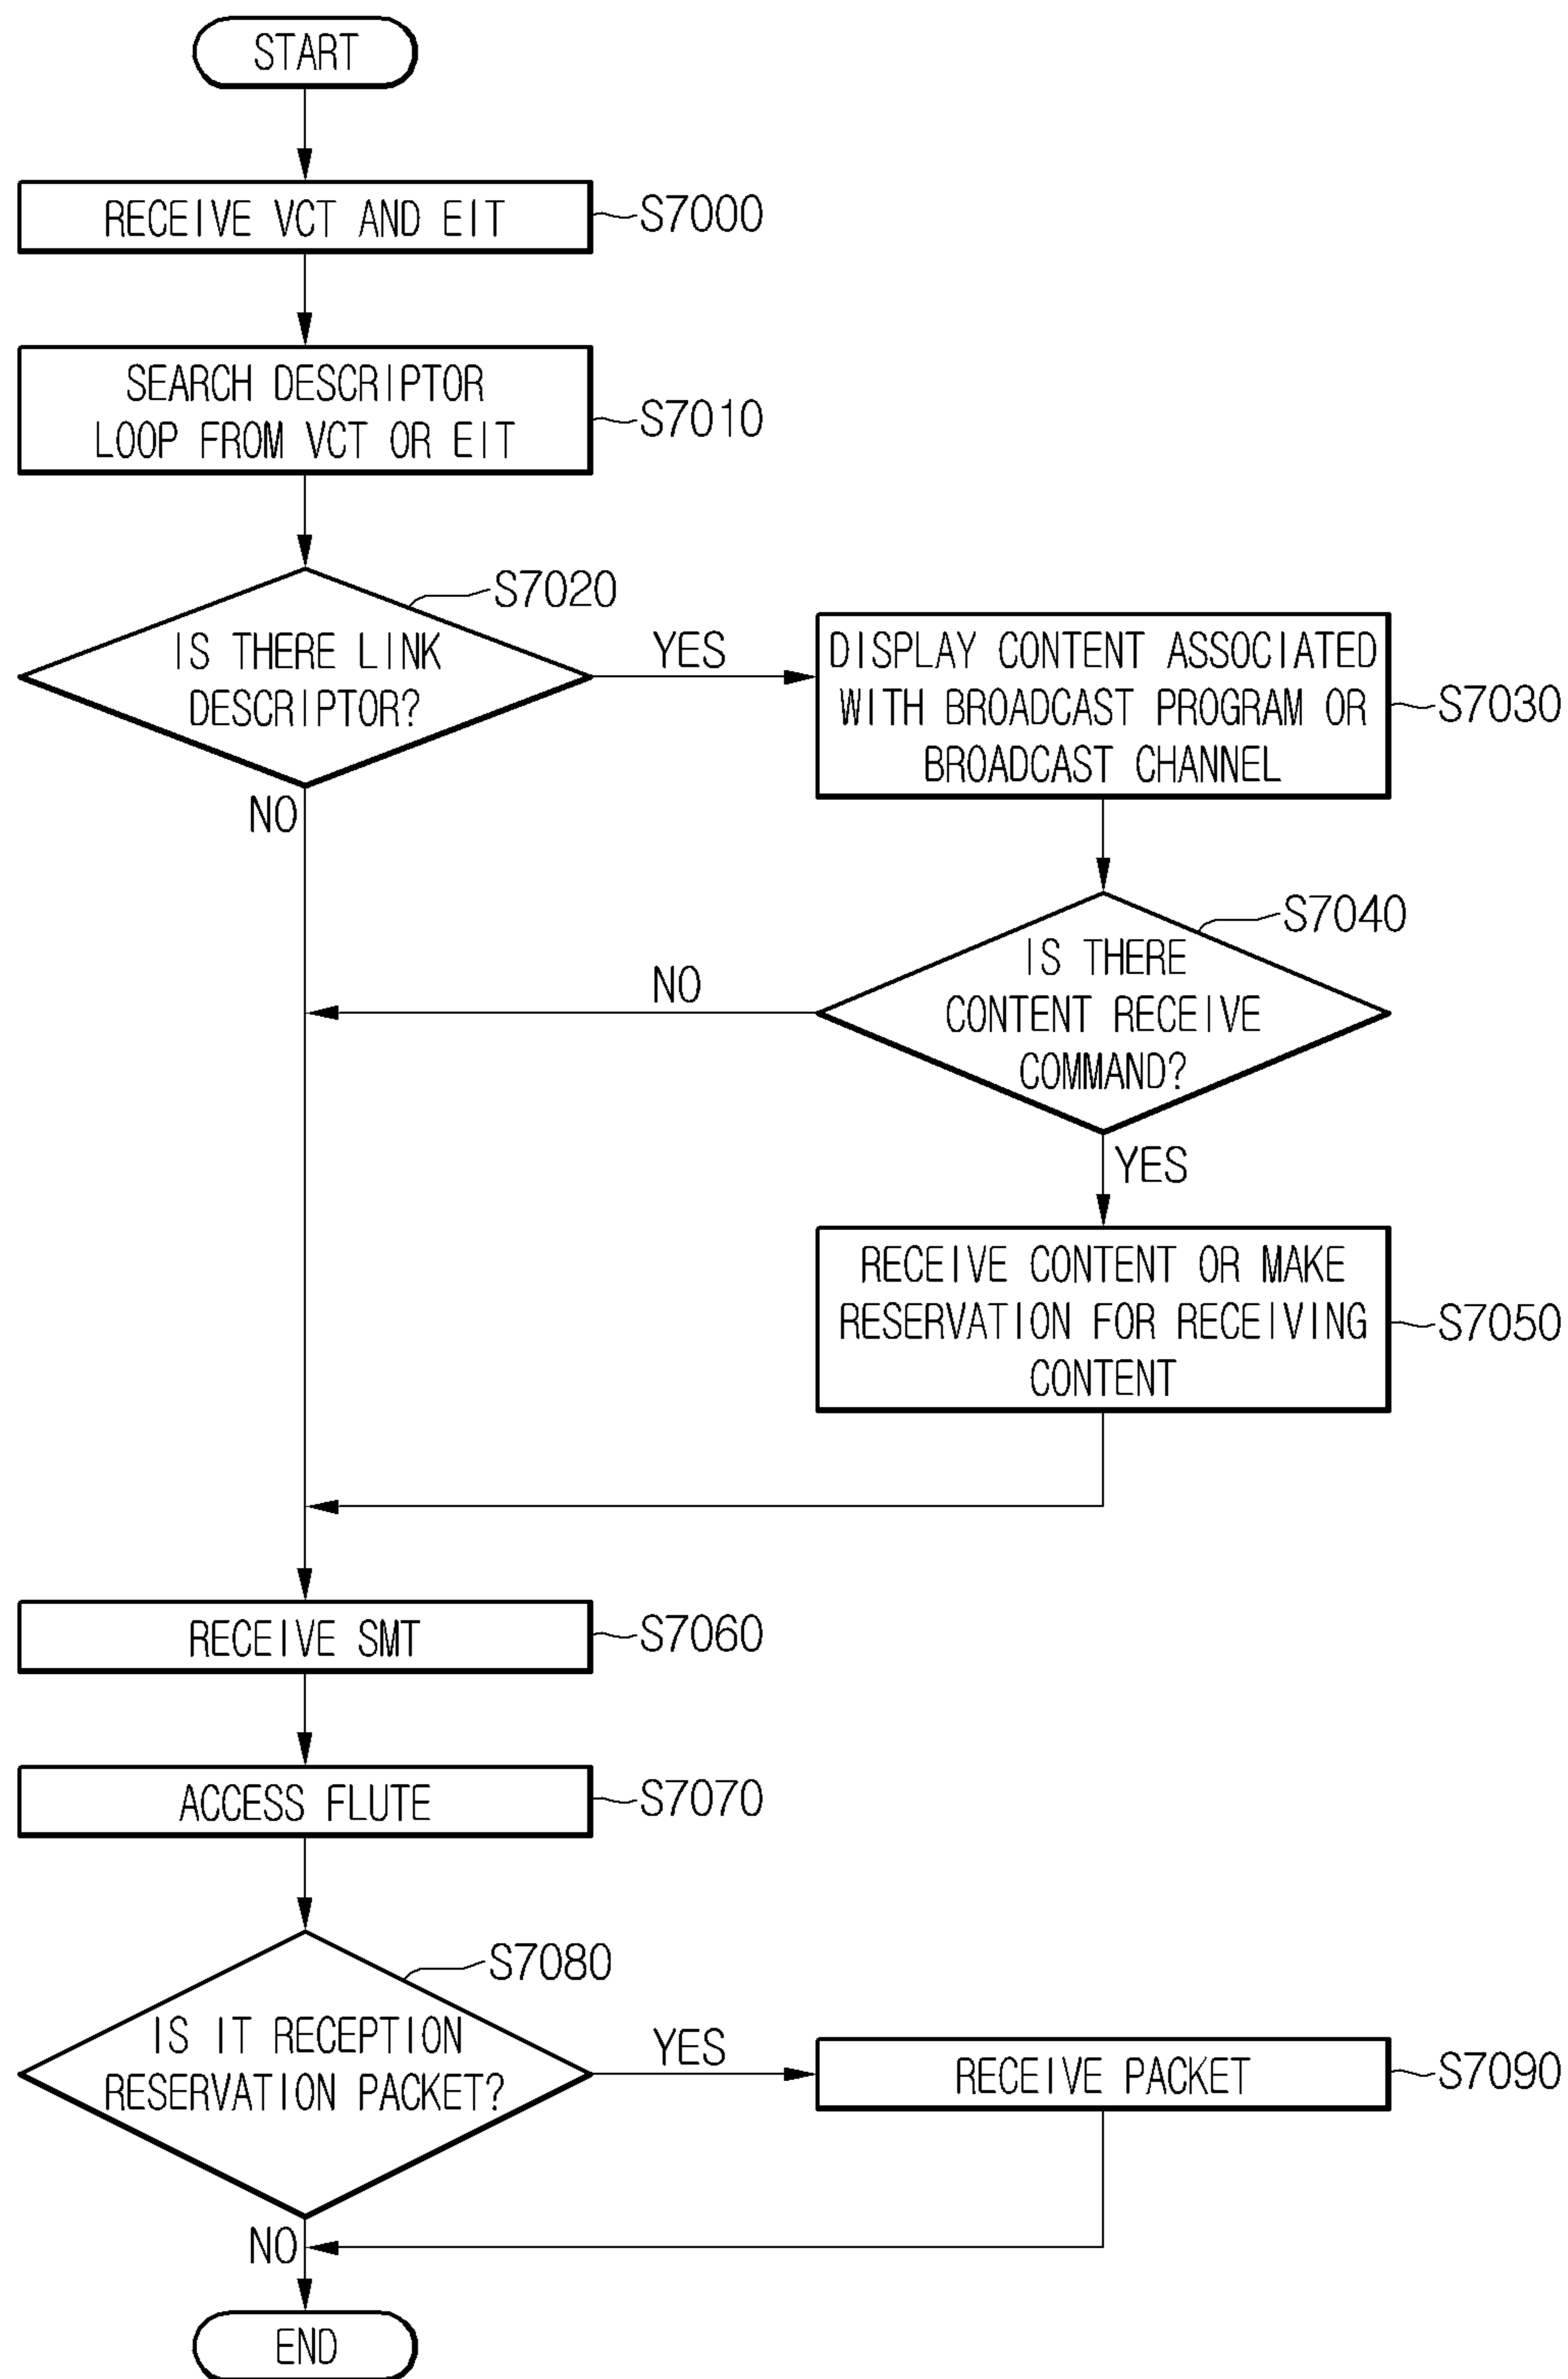 START
RECEIVE VCT AND EIT
S7000
SEARCH DESCRIPTOR
LOOP FROM VCT OR EIT
S7010
S7020
IS THERE LINK
DESCRIPTOR?
YES
NO
DISPLAY CONTENT ASSOCIATED
WITH BROADCAST PROGRAM OR
BROADCAST CHANNEL
S7030
S7040
IS THERE
CONTENT RECEIVE
COMMAND?
NO
YES
RECEIVE CONTENT OR MAKE
RESERVATION FOR RECEIVING
CONTENT
S7050
RECEIVE SMT
S7060
ACCESS FLUTE
S7070
S7080
IS IT RECEPTION
RESERVATION PACKET?
YES
RECEIVE PACKET
S7090
NO
END